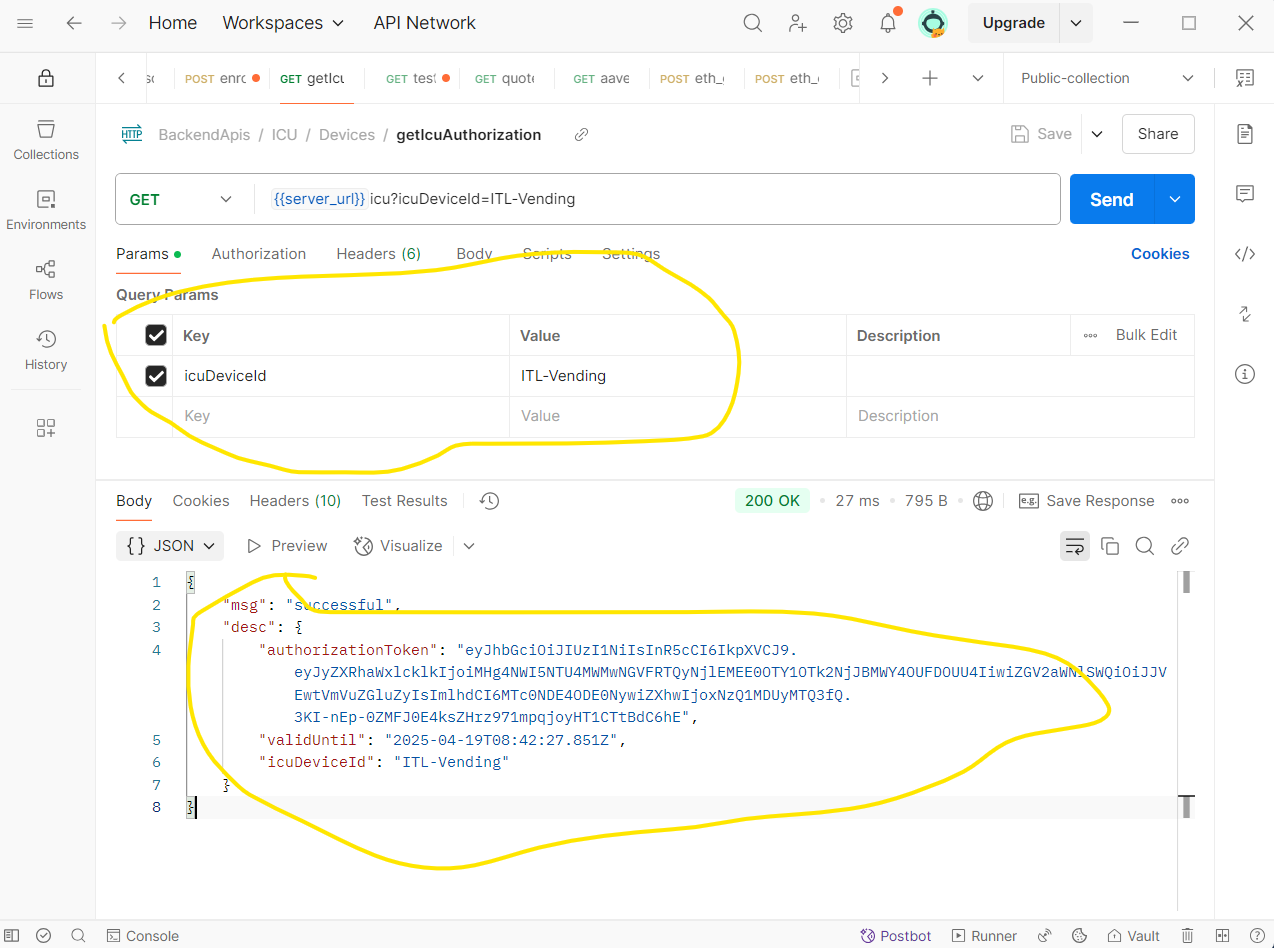 Home Workspaces API Network Upgrade
POST enro GET getIcu GET test GET quote GET aave POST eth_ POST eth_ Public-collection
HTTP BackendApis / ICU / Devices / getIcuAuthorization Save Share
Collections
GET {{server_url}}icu?icuDeviceId=ITL-Vending Send
Environments
Params Authorization Headers (6) Body Scripts Settings Cookies
Flows
Query Params
History
Key Value Description Bulk Edit
icuDeviceId ITL-Vending
Key Value Description
Body Cookies Headers (10) Test Results 200 OK 27 ms 795 B e.g. Save Response
{} JSON Preview Visualize
1 {
2 "msg": "successful",
3 "desc": {
4 "authorizationToken": "eyJhbGciOiJIUzI1NiIsInR5cCI6IkpXVCJ9.
eyJyZXRhaWxlcklkIjoiMHg4NWI5NTU4MWMwNGVFRTQyNjlEMEE0OTY1OTk2NjJBMWY4OUFDOUU4IiwiZGV2aWNlSWQiOiJJV
EwtVmVuZGluZyIsImlhdCI6MTc0NDE4ODE0NywiZXhwIjoxNzQ1MDUyMTQ3fQ.
3KI-nEp-0ZMFJ0E4ksZHrz971mpqjoyHT1CTtBdC6hE",
5 "validUntil": "2025-04-19T08:42:27.851Z",
6 "icuDeviceId": "ITL-Vending"
7 }
8 }
Console Postbot Runner Vault